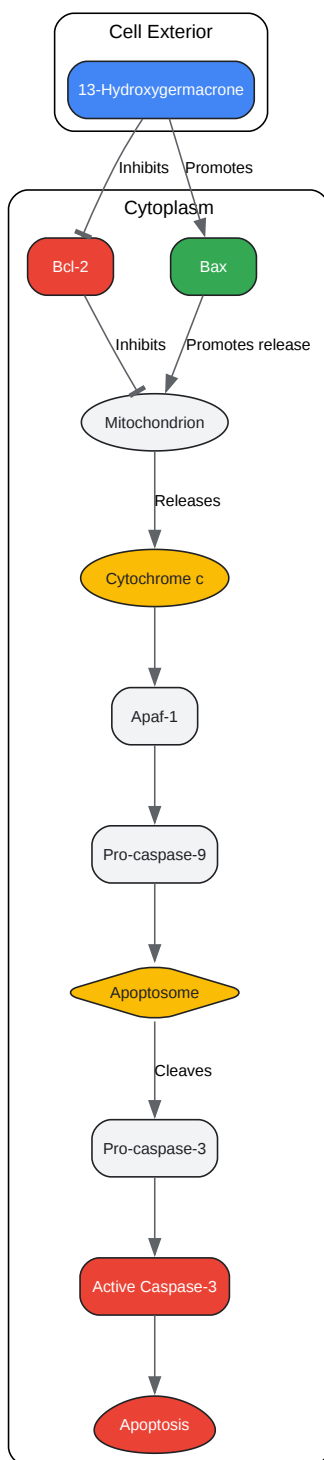 Cell Exterior
13-Hydroxygermacrone
Inhibits
Promotes
Cytoplasm
Bcl-2
Bax
Inhibits
Promotes release
Mitochondrion
Releases
Cytochrome c
Apaf-1
Pro-caspase-9
Apoptosome
Cleaves
Pro-caspase-3
Active Caspase-3
Apoptosis